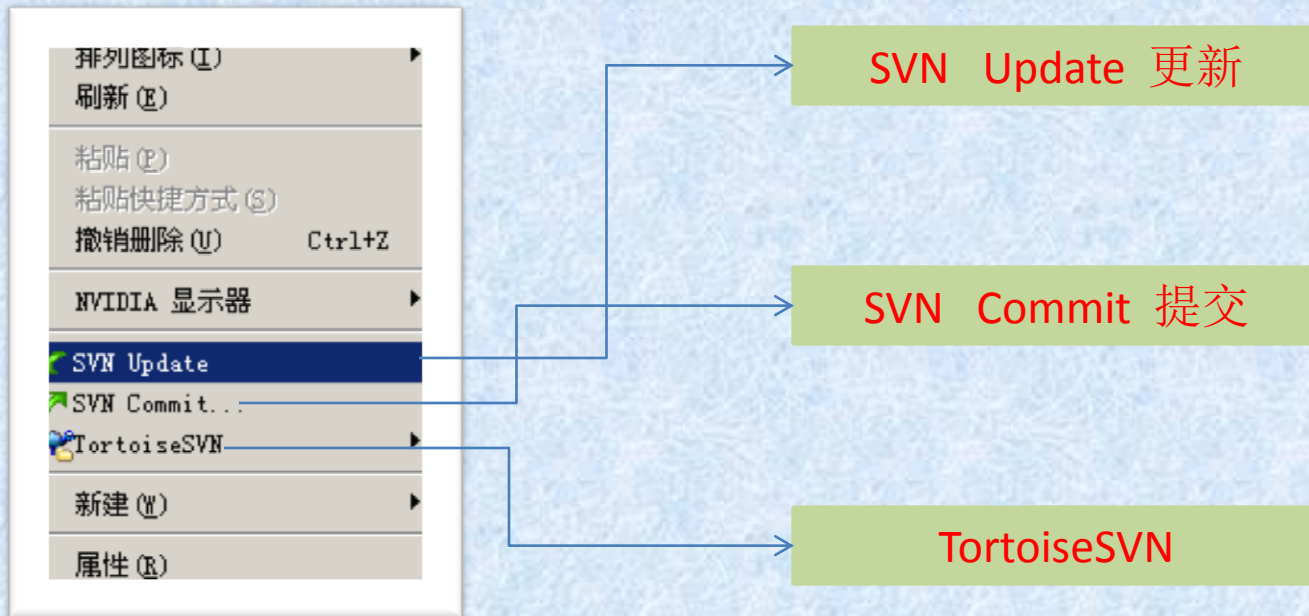 排列图标(I)
刷新(E)
粘贴(P)
粘贴快捷方式(S)
撤销删除(U) Ctrl+Z
NVIDIA 显示器
SVN Update
SVN Commit...
TortoiseSVN
新建(W)
属性(R)
SVN Update 更新
SVN Commit 提交
TortoiseSVN